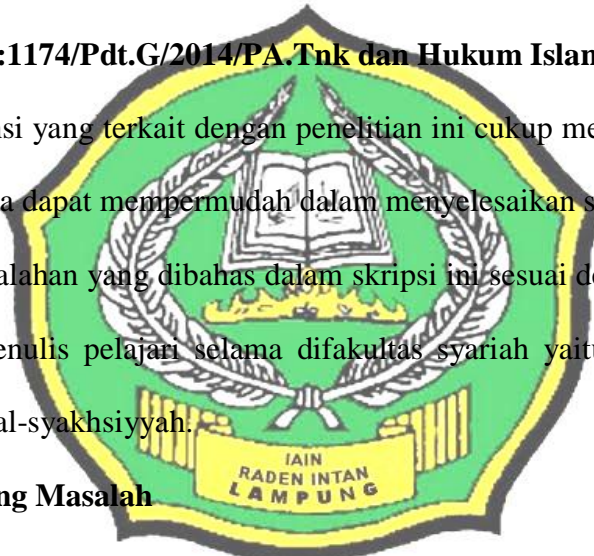 :1174/Pdt.G/2014/PA.Tnk dan Hukum Islam
si yang terkait dengan penelitian ini cukup me
a dapat mempermudah dalam menyelesaikan s
alahan yang dibahas dalam skripsi ini sesuai de
enulis pelajari selama difakultas syariah yaitu
al-syakhsiyyah.
IAIN
RADEN INTAN
LAMPUNG
ng Masalah